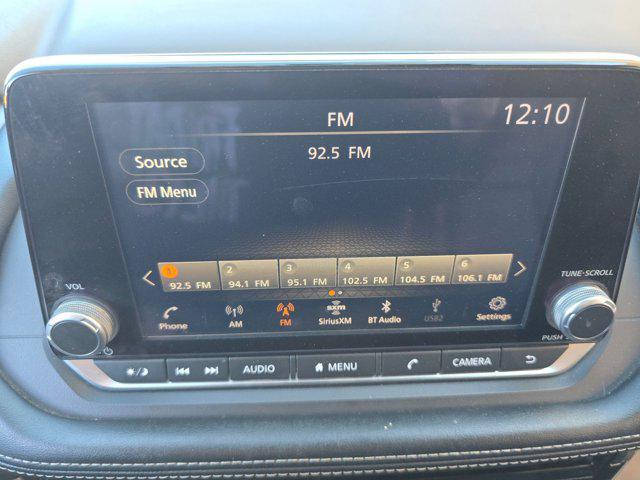 FM
12:10
Source
92.5 FM
FM Menu
1 2 3 4 5 6
92.5 FM 94.1 FM 95.1 FM 102.5 FM 104.5 FM 106.1 FM
VOL
TUNE·SCROLL
sxm
Phone AM FM SiriusXM BT Audio USB2 Settings
PUSH
AUDIO MENU CAMERA